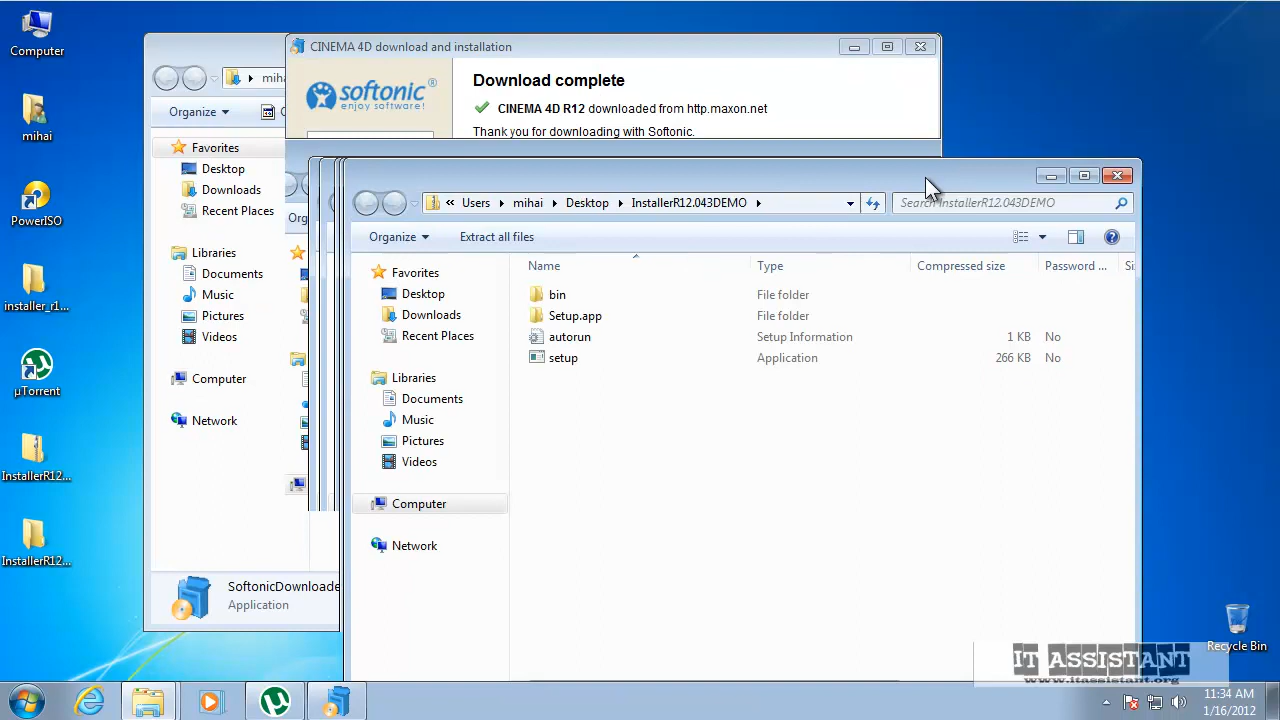 Computer
mihai
PowerISO
installer_r1...
µTorrent
InstallerR12...
InstallerR12...
Recycle Bin
miha
Organize
Favorites
Desktop
Downloads
Recent Places
Libraries
Documents
Music
Pictures
Videos
Computer
Network
SoftonicDownloade
Application
CINEMA 4D download and installation
softonic®
enjoy software!
Download complete
CINEMA 4D R12 downloaded from http.maxon.net
Thank you for downloading with Softonic.
Org
« Users mihai Desktop InstallerR12.043DEMO
Search InstallerR12.043DEMO
Organize Extract all files
Favorites
Desktop
Downloads
Recent Places
Libraries
Documents
Music
Pictures
Videos
Computer
Network
Name Type Compressed size Password ... Si
bin File folder
Setup.app File folder
autorun Setup Information 1 KB No
setup Application 266 KB No
IT ASSISTANT
www.itassistant.org
11:34 AM
1/16/2012